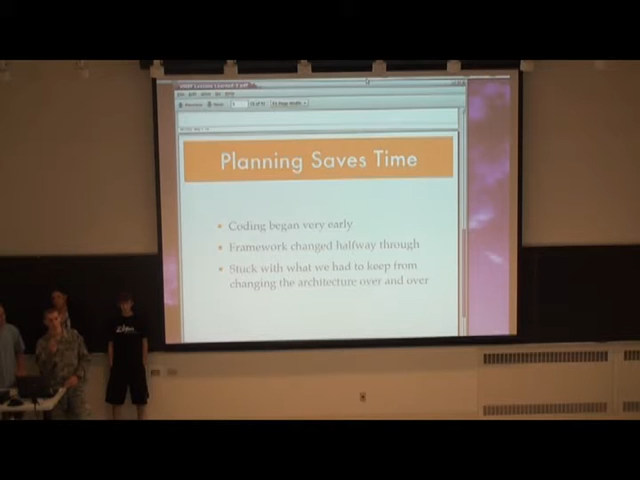 Planning Saves Time
Coding began very early
Framework changed halfway through
Stuck with what we had to keep from
changing the architecture over and over